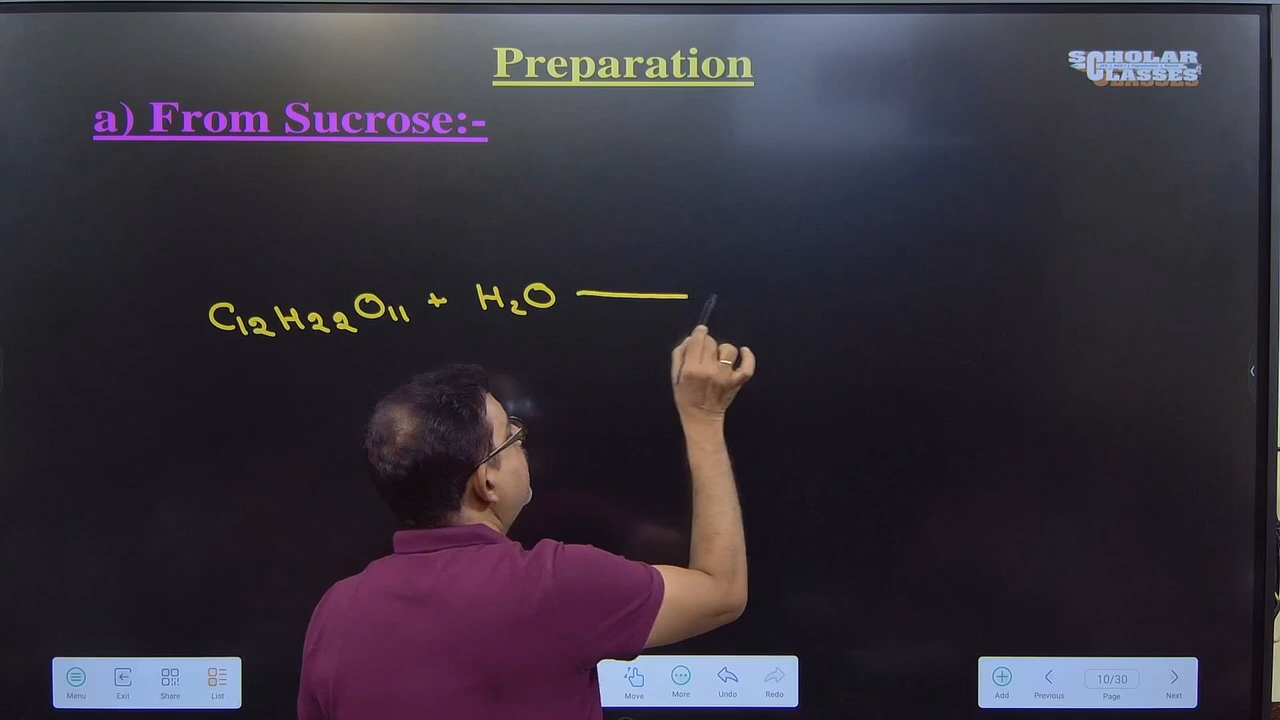 Preparation
SCHOLAR
CLASSES
a) From Sucrose:-
C₁₂H₂₂O₁₁ + H₂O
Menu
Exit
Share
List
Move
More
Undo
Redo
Add
Previous
10/30
Page
Next